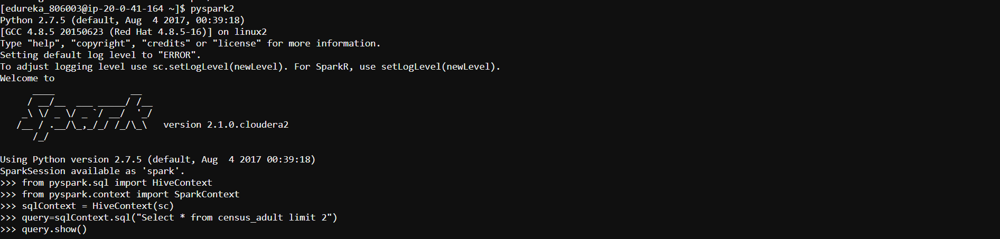 [edureka_806003@ip-20-0-41-164 ~]$ pyspark2
Python 2.7.5 (default, Aug  4 2017, 00:39:18)
[GCC 4.8.5 20150623 (Red Hat 4.8.5-16)] on linux2
Type "help", "copyright", "credits" or "license" for more information.
Setting default log level to "ERROR".
To adjust logging level use sc.setLogLevel(newLevel). For SparkR, use setLogLevel(newLevel).
Welcome to
      ____              __
     / __/__  ___ _____/ /__
    _\ \/ _ \/ _ `/ __/  '_/
   /__ / .__/\_,_/_/ /_/\_\   version 2.1.0.cloudera2
      /_/
Using Python version 2.7.5 (default, Aug  4 2017 00:39:18)
SparkSession available as 'spark'.
>>> from pyspark.sql import HiveContext
>>> from pyspark.context import SparkContext
>>> sqlContext = HiveContext(sc)
>>> query=sqlContext.sql("Select * from census_adult limit 2")
>>> query.show()